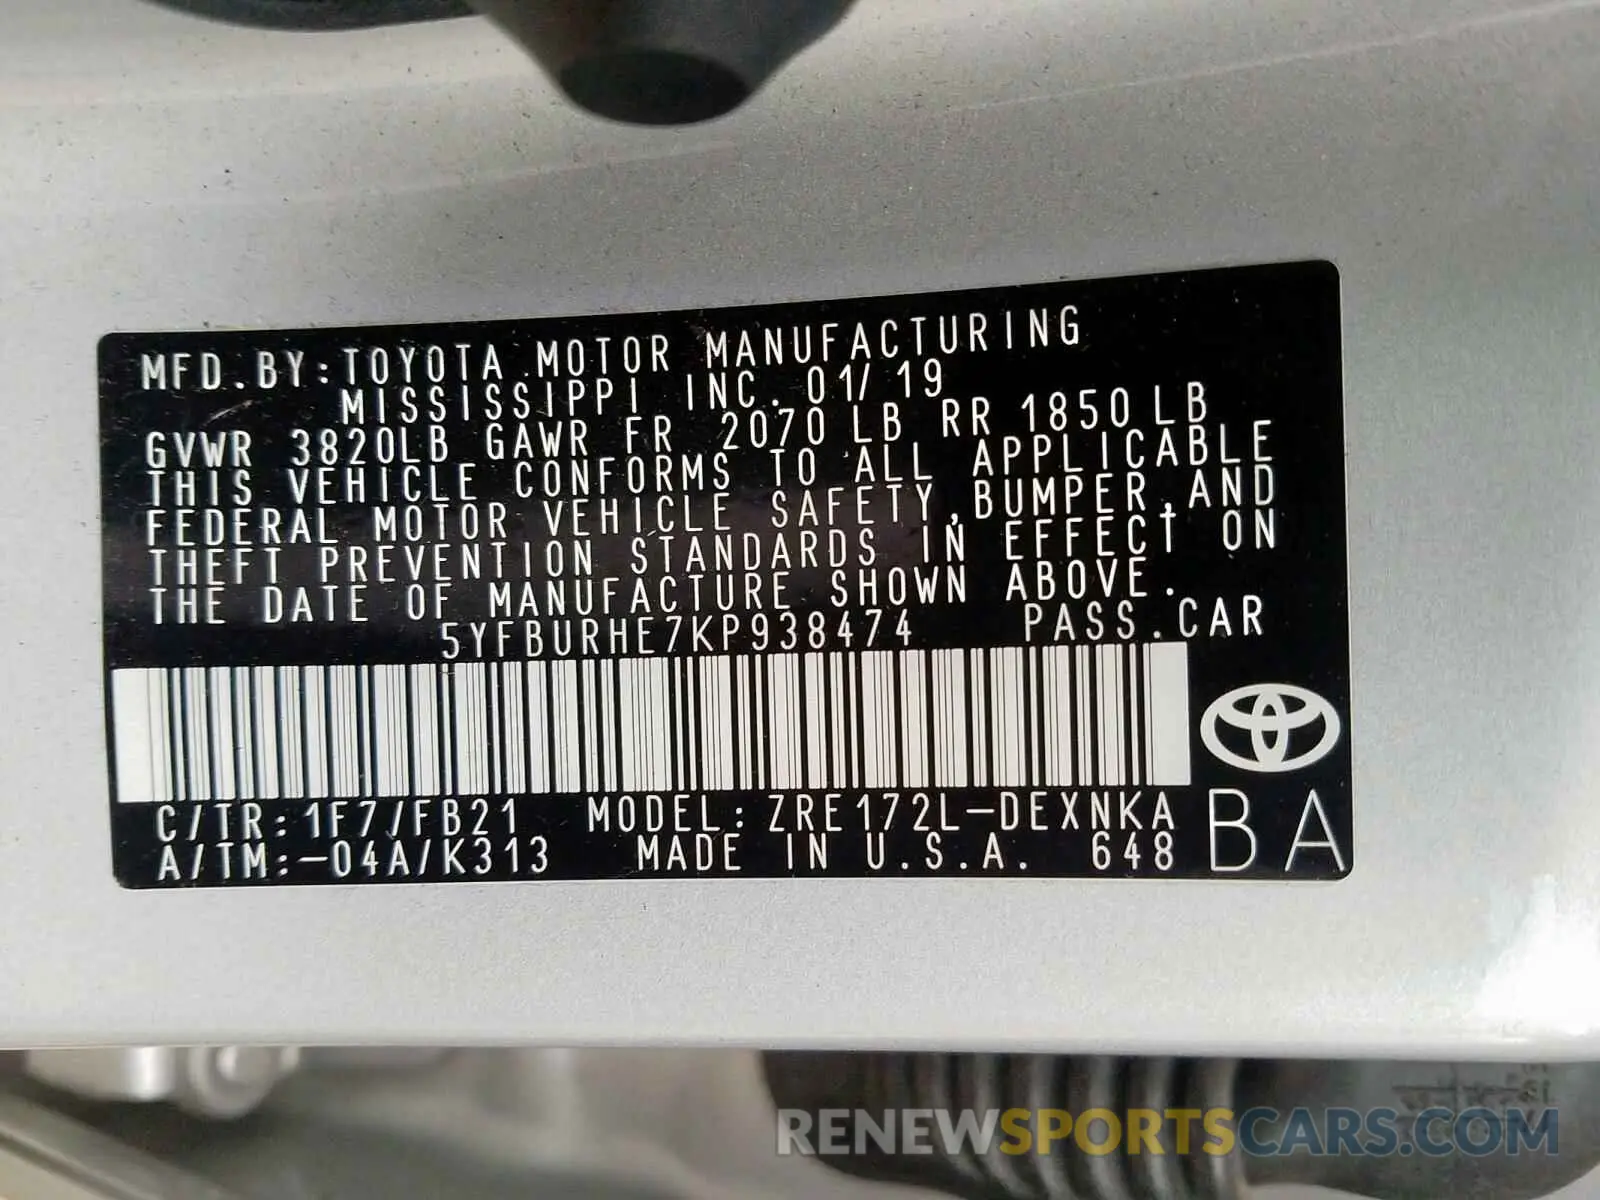 MFD.BY:TOYOTA MOTOR MANUFACTURING
MISSISSIPPI INC. 01/19
GVWR 3820LB GAWR FR 2070 LB RR 1850 LB
THIS VEHICLE CONFORMS TO ALL APPLICABLE
FEDERAL MOTOR VEHICLE SAFETY,BUMPER,AND
THEFT PREVENTION STANDARDS IN EFFECT ON
THE DATE OF MANUFACTURE SHOWN ABOVE.
5YFBURHE7KP938474 PASS.CAR
C/TR:1F7/FB21 MODEL:ZRE172L-DEXNKA
A/TM:-04A/K313 MADE IN U.S.A. 648
BA
RENEWSPORTSCARS.COM